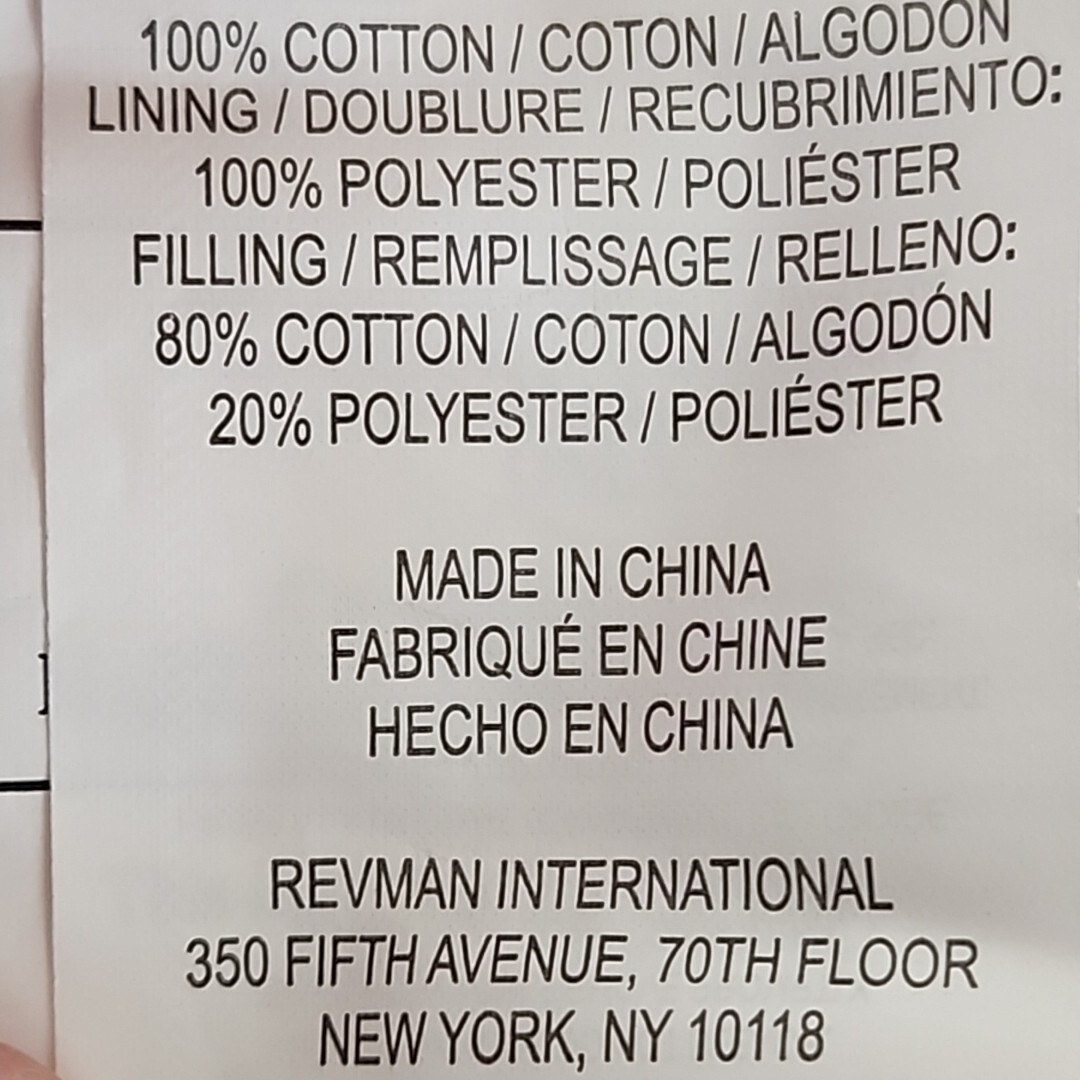 100% COTTON / COTON / ALGODÓN
LINING / DOUBLURE / RECUBRIMIENTO:
100% POLYESTER / POLIÉSTER
FILLING / REMPLISSAGE / RELLENO:
80% COTTON / COTON / ALGODÓN
20% POLYESTER / POLIÉSTER
MADE IN CHINA
FABRIQUÉ EN CHINE
HECHO EN CHINA
REVMAN INTERNATIONAL
350 FIFTH AVENUE, 70TH FLOOR
NEW YORK, NY 10118